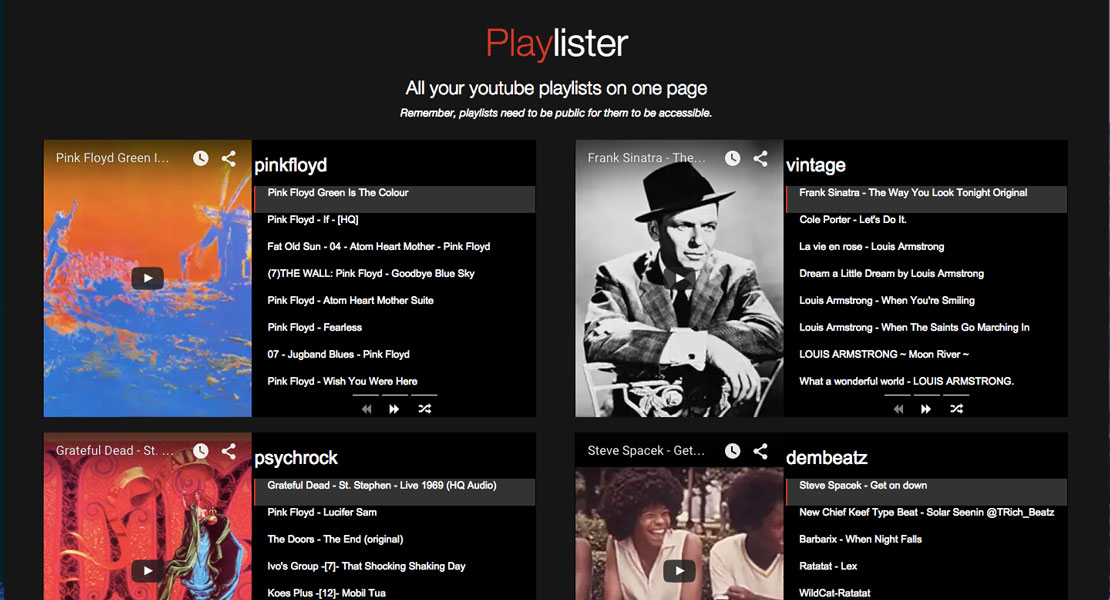 Playlister
All your youtube playlists on one page
Remember, playlists need to be public for them to be accessible.
Pink Floyd Green I...
pinkfloyd
Pink Floyd Green Is The Colour
Pink Floyd - If - [HQ]
Fat Old Sun - 04 - Atom Heart Mother - Pink Floyd
(7)THE WALL: Pink Floyd - Goodbye Blue Sky
Pink Floyd - Atom Heart Mother Suite
Pink Floyd - Fearless
07 - Jugband Blues - Pink Floyd
Pink Floyd - Wish You Were Here
Frank Sinatra - The...
vintage
Frank Sinatra - The Way You Look Tonight Original
Cole Porter - Let's Do It.
La vie en rose - Louis Armstrong
Dream a Little Dream by Louis Armstrong
Louis Armstrong - When You're Smiling
Louis Armstrong - When The Saints Go Marching In
LOUIS ARMSTRONG ~ Moon River ~
What a wonderful world - LOUIS ARMSTRONG.
Grateful Dead - St. ...
psychrock
Grateful Dead - St. Stephen - Live 1969 (HQ Audio)
Pink Floyd - Lucifer Sam
The Doors - The End (original)
Ivo's Group -[7]- That Shocking Shaking Day
Koes Plus -[12]- Mobil Tua
Steve Spacek - Get...
dembeatz
Steve Spacek - Get on down
New Chief Keef Type Beat - Solar Seenin @TRich_Beatz
Barbarix - When Night Falls
Ratatat - Lex
WildCat-Ratatat